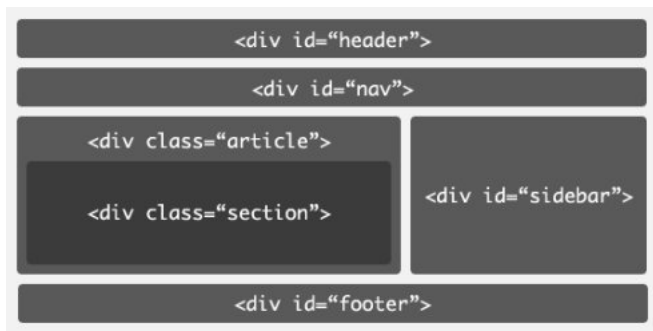 <div id=“header”>
<div id=“nav”>
<div class=“article”>
<div class=“section”>
<div id=“sidebar”>
<div id=“footer”>